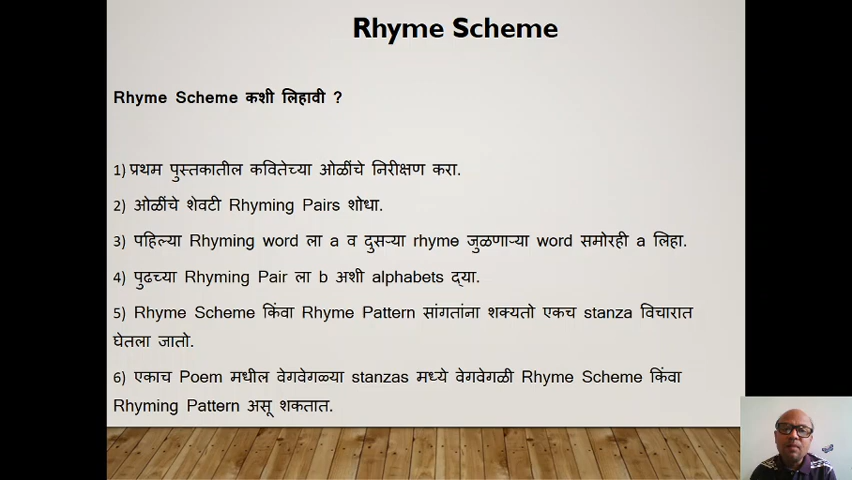 Rhyme Scheme
Rhyme Scheme कशी लिहावी ?
1) प्रथम पुस्तकातील कवितेच्या ओळींचे निरीक्षण करा.
2) ओळींचे शेवटी Rhyming Pairs शोधा.
3) पहिल्या Rhyming word ला a व दुसऱ्या rhyme जुळणाऱ्या word समोरही a लिहा.
4) पुढच्या Rhyming Pair ला b अशी alphabets द्‌या.
5) Rhyme Scheme किंवा Rhyme Pattern सांगतांना शक्यतो एकच stanza विचारात
घेतला जातो.
6) एकाच Poem मधील वेगवेगळ्या stanzas मध्ये वेगवेगळी Rhyme Scheme किंवा
Rhyming Pattern असू शकतात.